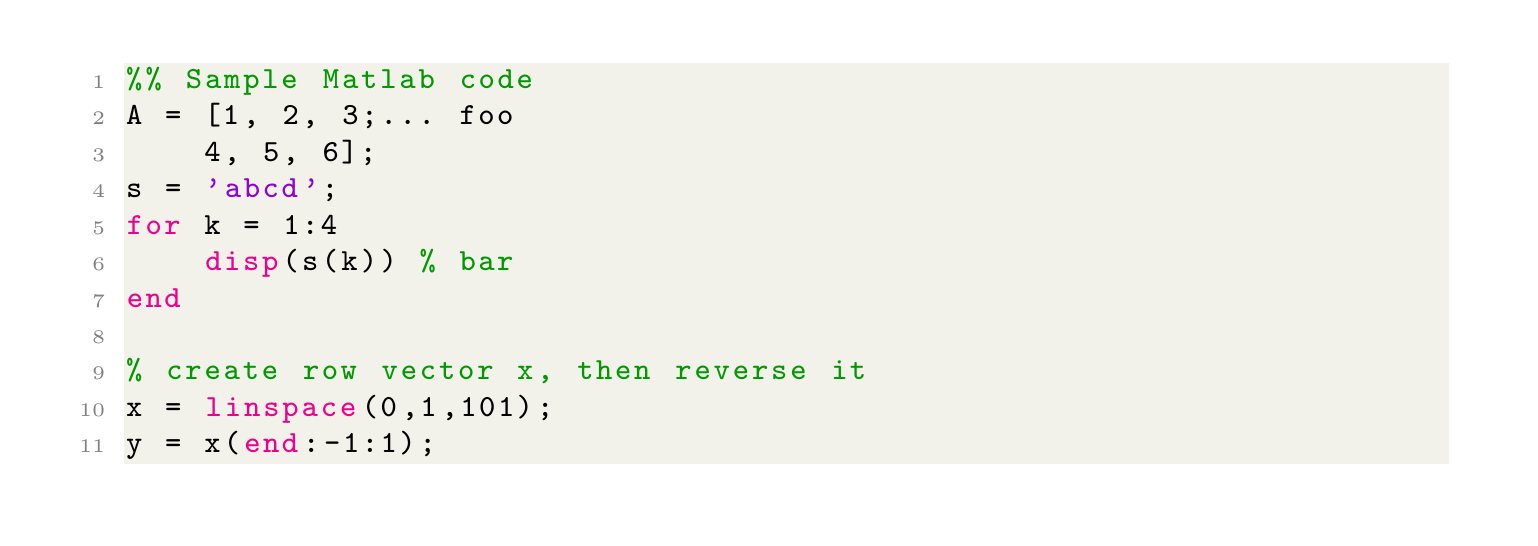 1 %% Sample Matlab code
2 A = [1, 2, 3;... foo
3     4, 5, 6];
4 s = 'abcd';
5 for k = 1:4
6     disp(s(k)) % bar
7 end
8
9 % create row vector x, then reverse it
10 x = linspace(0,1,101);
11 y = x(end:-1:1);